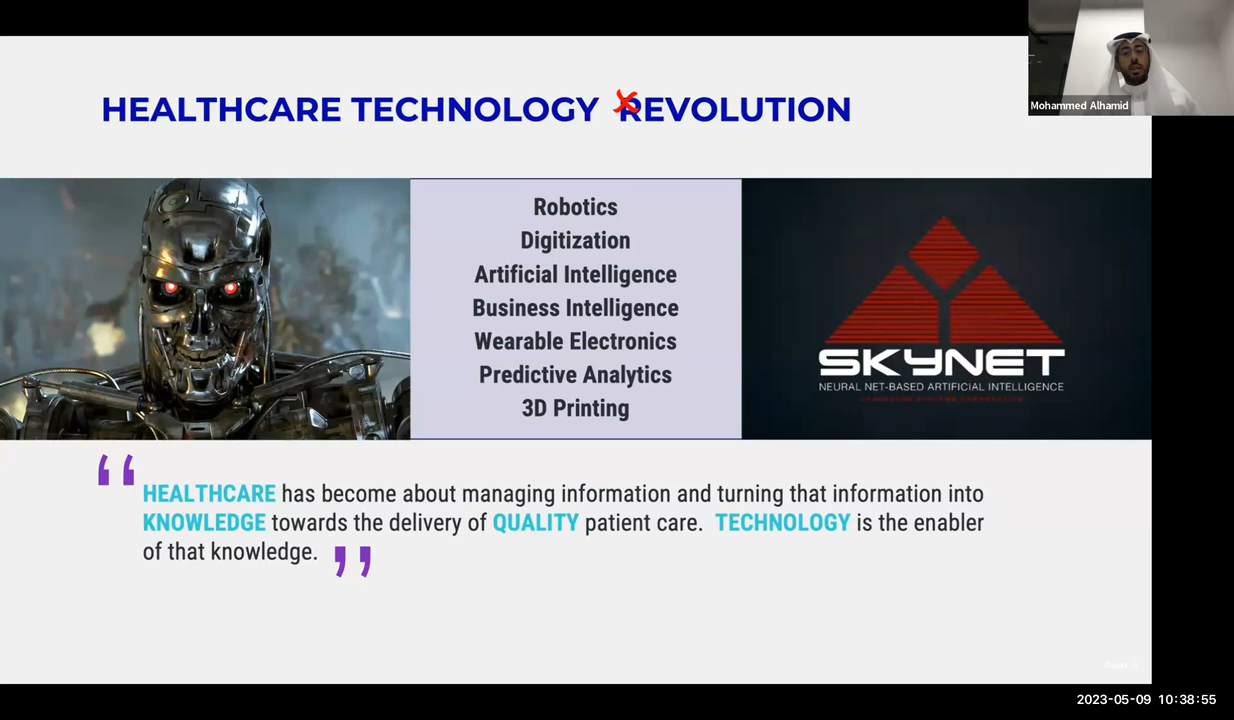 HEALTHCARE TECHNOLOGY REVOLUTION
Mohammed Alhamid
Robotics
Digitization
Artificial Intelligence
Business Intelligence
Wearable Electronics
Predictive Analytics
3D Printing
SKYNET
NEURAL NET-BASED ARTIFICIAL INTELLIGENCE
“
HEALTHCARE has become about managing information and turning that information into
KNOWLEDGE towards the delivery of QUALITY patient care. TECHNOLOGY is the enabler
of that knowledge. ”
2023-05-09 10:38:55